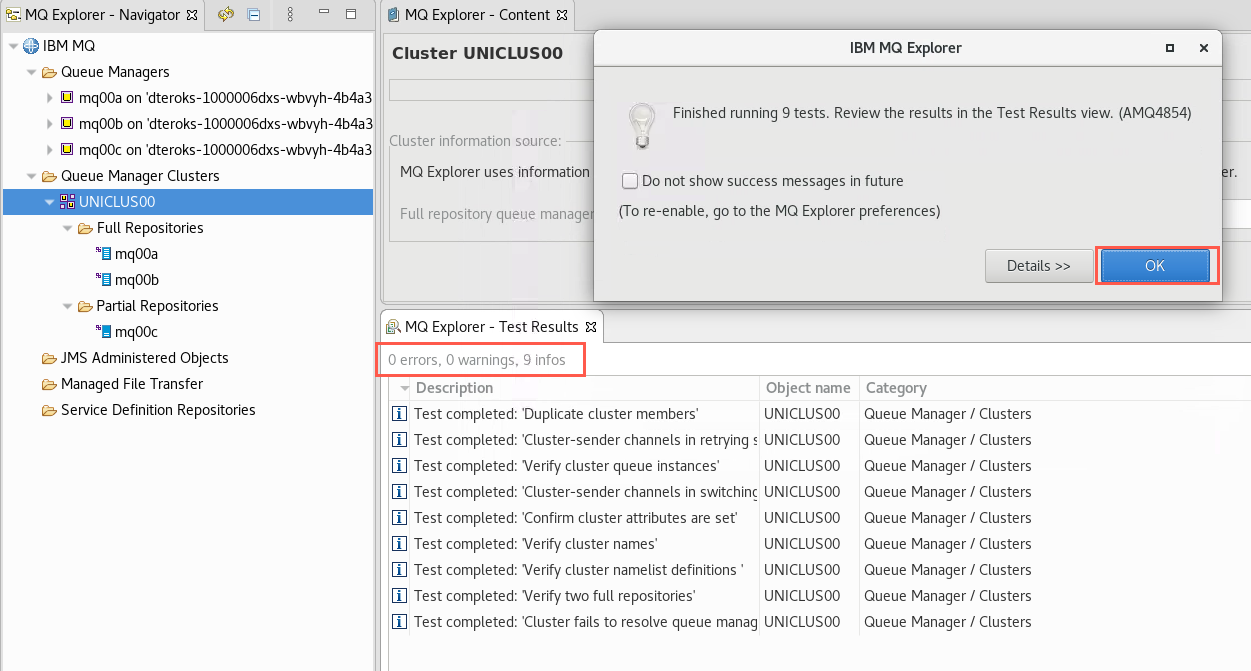 MQ Explorer - Navigator
IBM MQ
Queue Managers
mq00a on 'dteroks-1000006dxs-wbvyh-4b4a3
mq00b on 'dteroks-1000006dxs-wbvyh-4b4a3
mq00c on 'dteroks-1000006dxs-wbvyh-4b4a3
Queue Manager Clusters
UNICLUS00
Full Repositories
mq00a
mq00b
Partial Repositories
mq00c
JMS Administered Objects
Managed File Transfer
Service Definition Repositories
MQ Explorer - Content
Cluster UNICLUS00
Cluster information source:
MQ Explorer uses information
er.
Full repository queue manager
IBM MQ Explorer
Finished running 9 tests. Review the results in the Test Results view. (AMQ4854)
Do not show success messages in future
(To re-enable, go to the MQ Explorer preferences)
Details >>
OK
MQ Explorer - Test Results
0 errors, 0 warnings, 9 infos
Description Object name Category
Test completed: 'Duplicate cluster members' UNICLUS00 Queue Manager / Clusters
Test completed: 'Cluster-sender channels in retrying s UNICLUS00 Queue Manager / Clusters
Test completed: 'Verify cluster queue instances' UNICLUS00 Queue Manager / Clusters
Test completed: 'Cluster-sender channels in switching UNICLUS00 Queue Manager / Clusters
Test completed: 'Confirm cluster attributes are set' UNICLUS00 Queue Manager / Clusters
Test completed: 'Verify cluster names' UNICLUS00 Queue Manager / Clusters
Test completed: 'Verify cluster namelist definitions ' UNICLUS00 Queue Manager / Clusters
Test completed: 'Verify two full repositories' UNICLUS00 Queue Manager / Clusters
Test completed: 'Cluster fails to resolve queue manag UNICLUS00 Queue Manager / Clusters